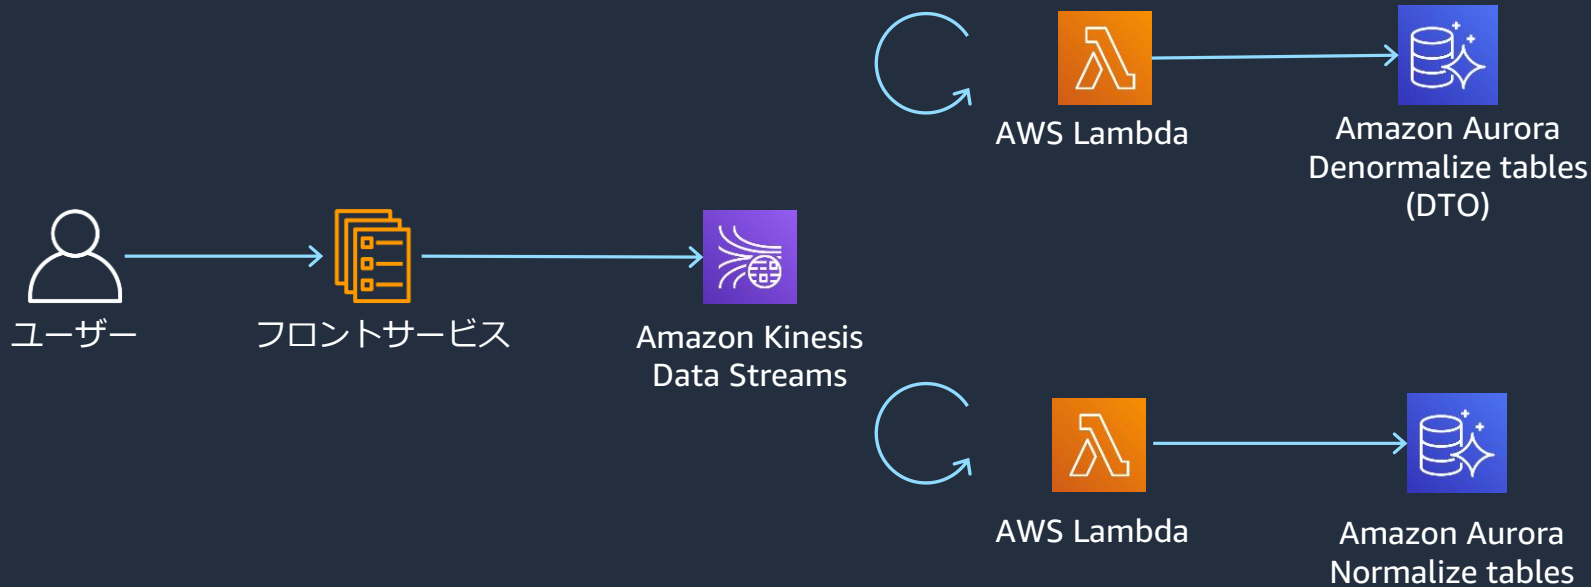 AWS Lambda
Amazon Aurora
Denormalize tables
(DTO)
ユーザー
フロントサービス
Amazon Kinesis
Data Streams
AWS Lambda
Amazon Aurora
Normalize tables